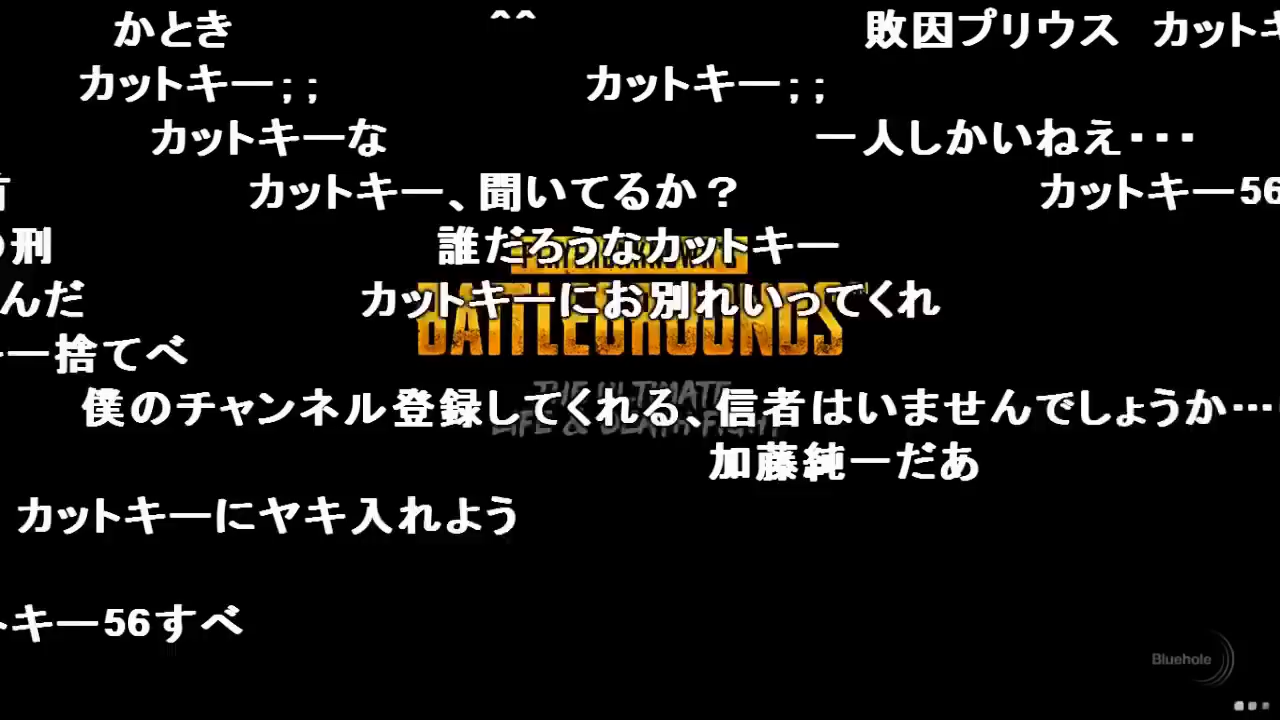 かとき
^^
敗因プリウス
カットキ
カットキー;;
カットキー;;
カットキーな
一人しかいねえ・・・
カットキー、聞いてるか？
カットキー56
の刑
誰だろうなカットキー
んだ
カットキーにお別れいってくれ
BATTLEGROUNDS
キー捨てべ
THE ULTIMATE
僕のチャンネル登録してくれる、信者はいませんでしょうか…
LIFE & DEATH FIGHT
加藤純一だあ
カットキーにヤキ入れよう
トキー56すべ
Bluehole